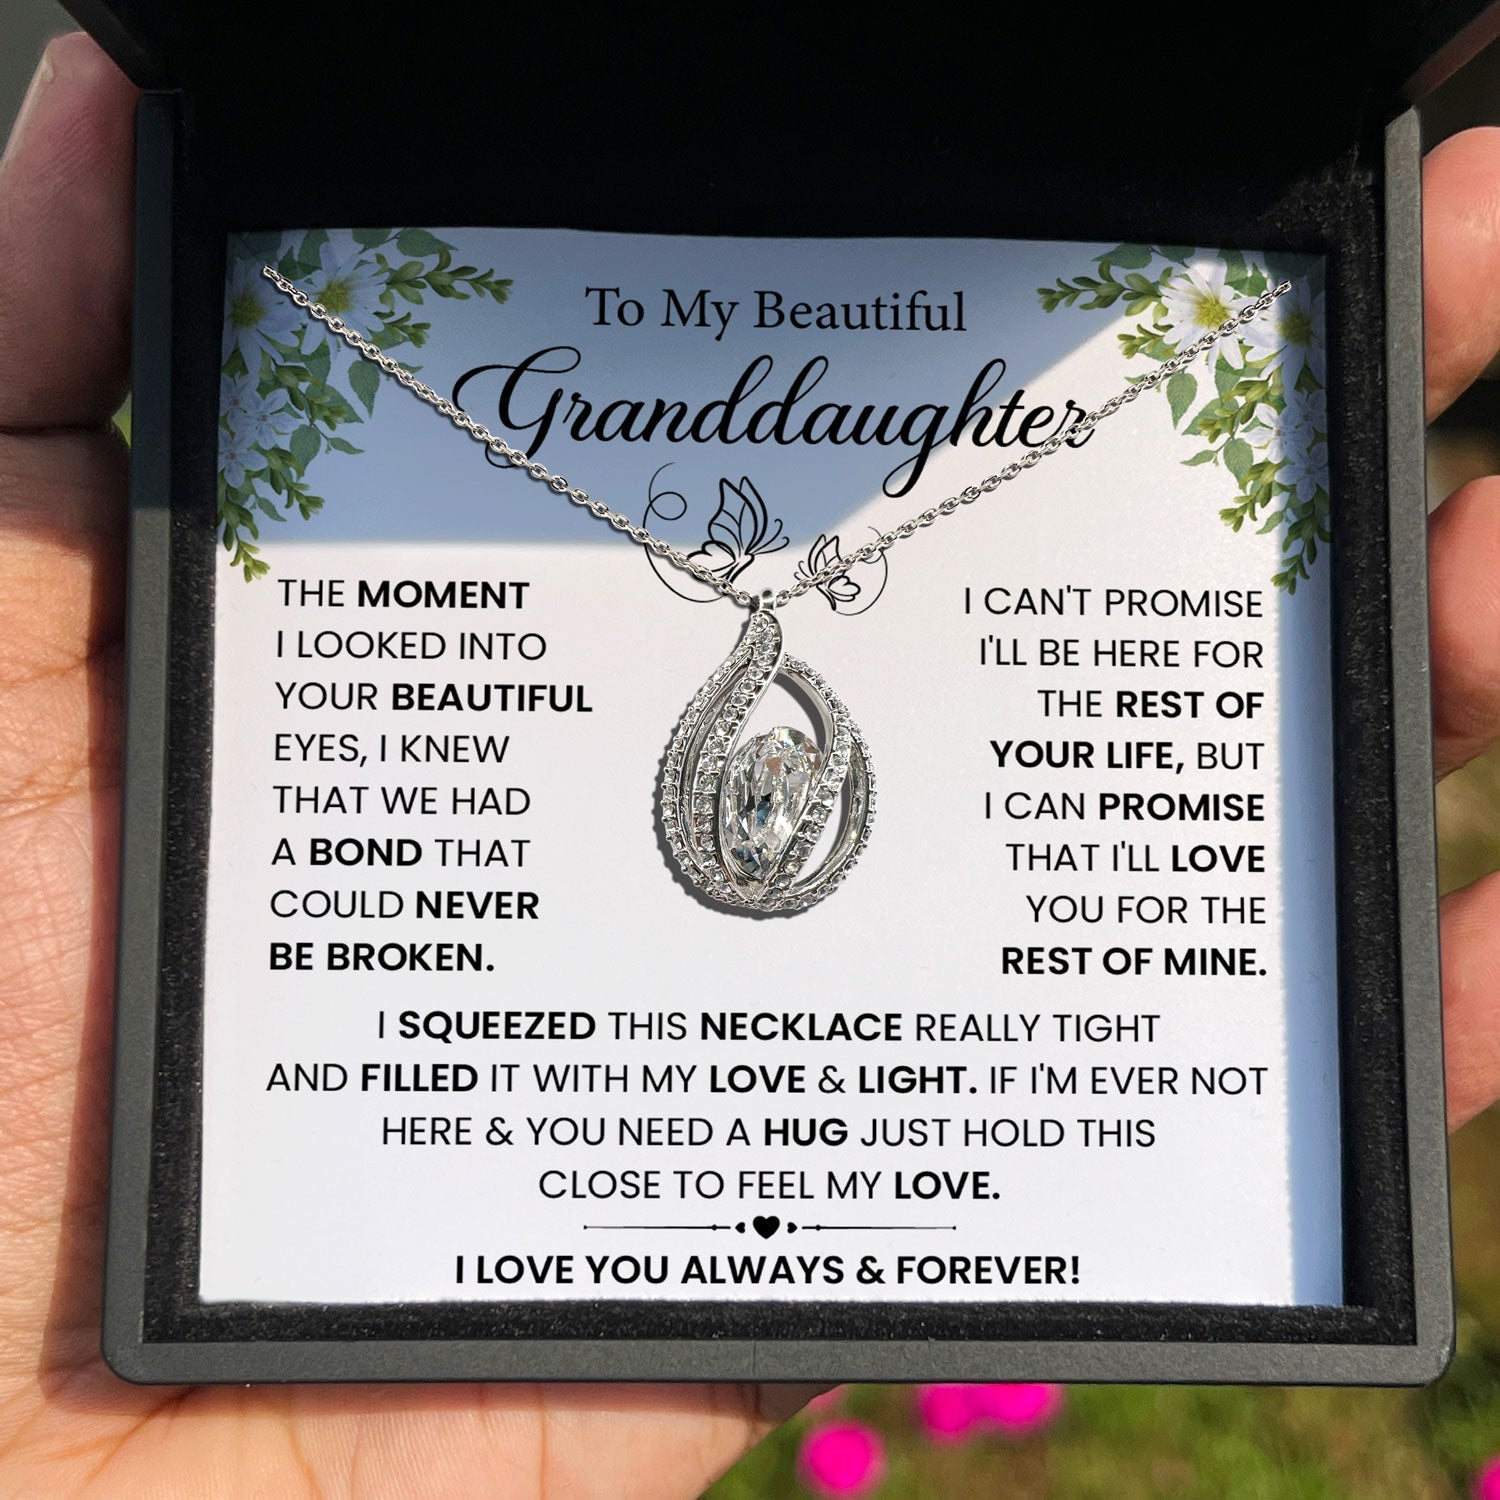 To My Beautiful
Granddaughter
THE MOMENT
I LOOKED INTO
YOUR BEAUTIFUL
EYES, I KNEW
THAT WE HAD
A BOND THAT
COULD NEVER
BE BROKEN.
I CAN'T PROMISE
I'LL BE HERE FOR
THE REST OF
YOUR LIFE, BUT
I CAN PROMISE
THAT I'LL LOVE
YOU FOR THE
REST OF MINE.
I SQUEEZED THIS NECKLACE REALLY TIGHT
AND FILLED IT WITH MY LOVE & LIGHT. IF I'M EVER NOT
HERE & YOU NEED A HUG JUST HOLD THIS
CLOSE TO FEEL MY LOVE.
I LOVE YOU ALWAYS & FOREVER!